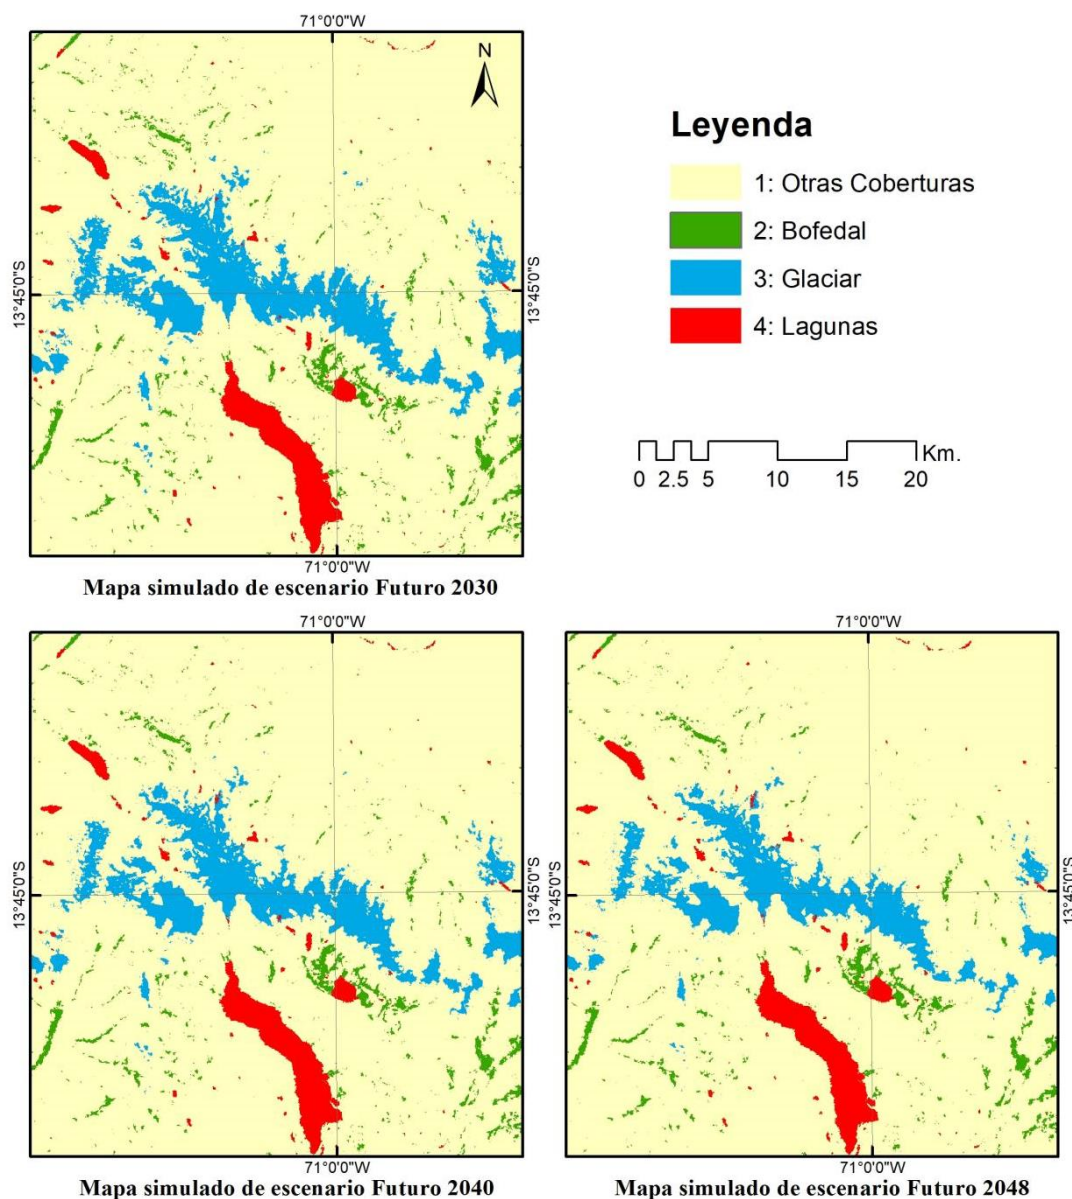 71°0'0"W
N
13°45'0"S
13°45'0"S
71°0'0"W
Mapa simulado de escenario Futuro 2030
Leyenda
1: Otras Coberturas
2: Bofedal
3: Glaciar
4: Lagunas
Km.
0 2.5 5 10 15 20
71°0'0"W
13°45'0"S
13°45'0"S
71°0'0"W
Mapa simulado de escenario Futuro 2040
71°0'0"W
13°45'0"S
71°0'0"W
Mapa simulado de escenario Futuro 2048